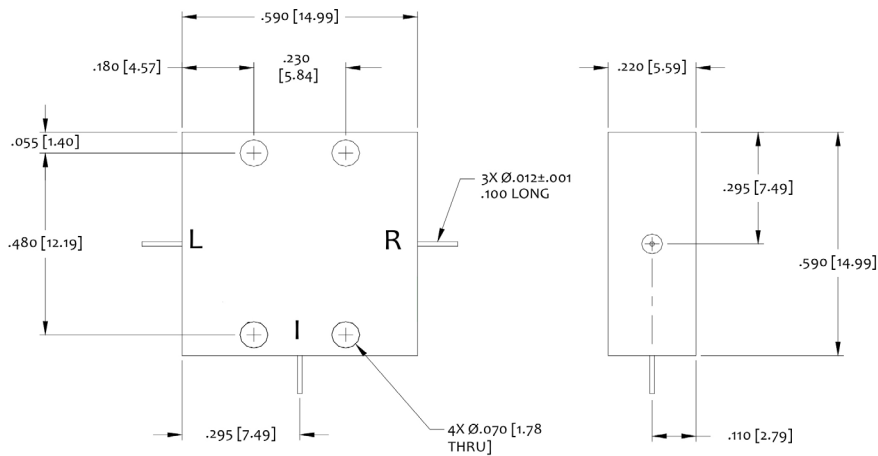 .590 [14.99]
.180 [4.57]
.230
[5.84]
.220 [5.59]
.055 [1.40]
3X Ø.012±.001
.100 LONG
.295 [7.49]
.480 [12.19]
L
R
.590 [14.99]
I
.295 [7.49]
4X Ø.070 [1.78
THRU]
.110 [2.79]